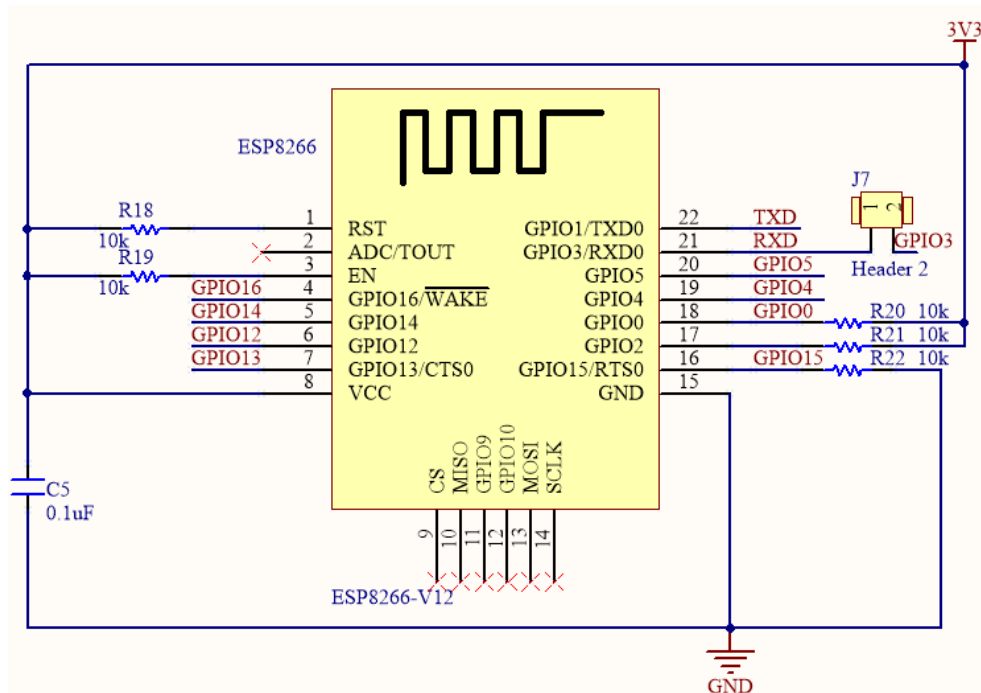 3V3
ESP8266
J7
1 2
R18
10k
1 RST
2 ADC/TOUT
R19
10k
3 EN
GPIO16 4 GPIO16/WAKE
GPIO14 5 GPIO14
GPIO12 6 GPIO12
GPIO13 7 GPIO13/CTS0
8 VCC
GPIO1/TXD0 22 TXD
GPIO3/RXD0 21 RXD GPIO3
Header 2
GPIO5 20 GPIO5
GPIO4 19 GPIO4
GPIO0 18 GPIO0 R20 10k
GPIO2 17 R21 10k
GPIO15/RTS0 16 GPIO15 R22 10k
GND 15
CS
MISO
GPIO9
GPIO10
MOSI
SCLK
9
10
11
12
13
14
C5
0.1uF
ESP8266-V12
GND